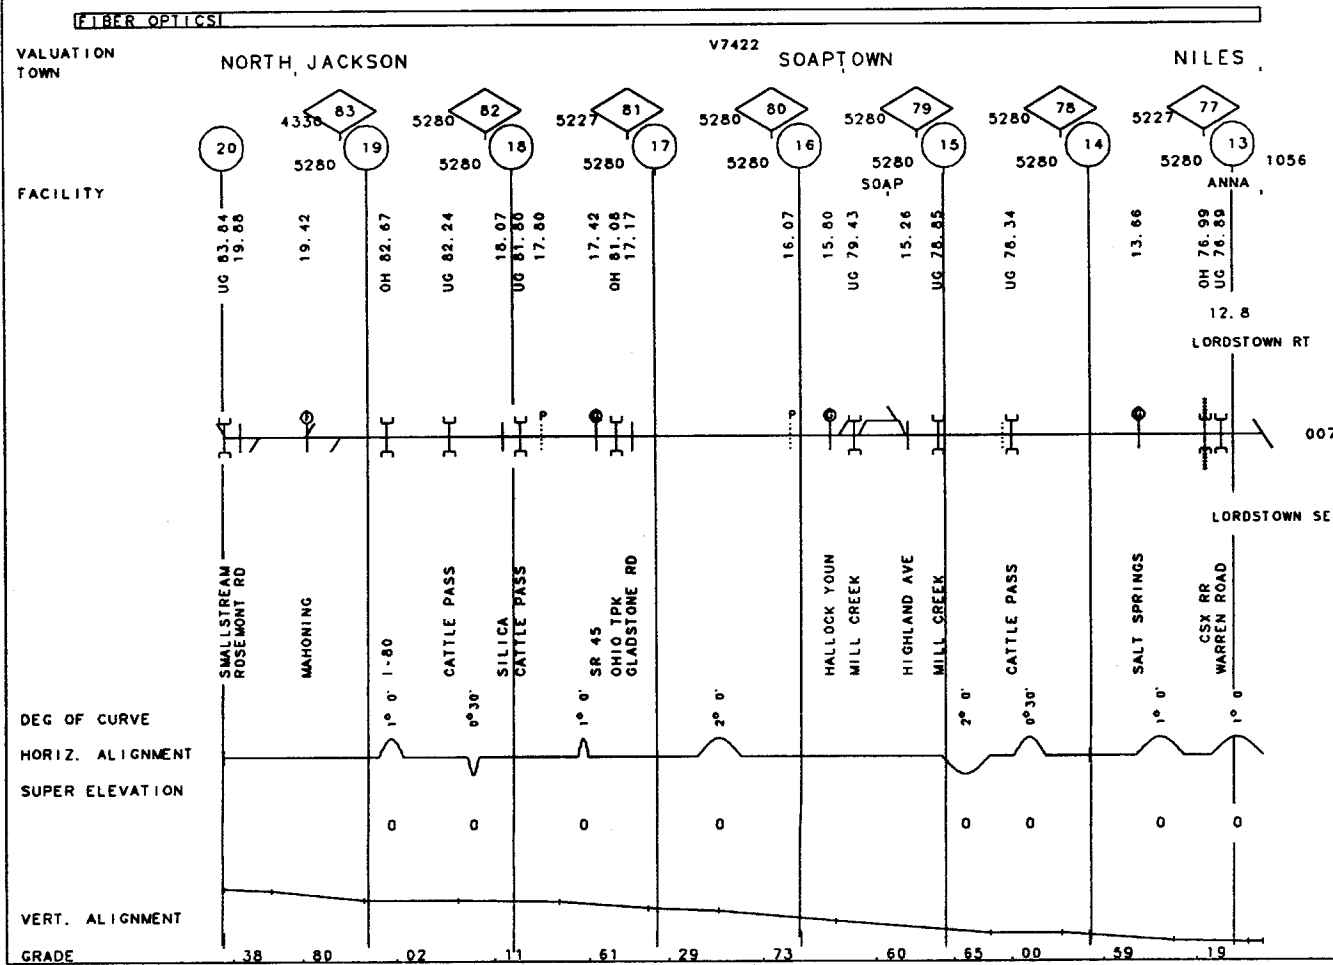 FIBER OPTICS
VALUATION V7422
TOWN NORTH JACKSON SOAPTOWN NILES
83 82 81 80 79 78 77
4330 5280 5227 5280 5280 5280 5227
20 19 18 17 16 15 14 13
5280 5280 5280 5280 5280 5280 5280 1056
FACILITY SOAP ANNA
UG 83.84
19.88
19.42
OH 82.67
UG 82.24
18.07
UG 81.80
17.80
17.42
OH 81.08
17.17
16.07
15.80
UG 79.43
15.26
UG 78.85
UG 78.34
13.66
OH 76.99
UG 76.89
12.8
LORDSTOWN RT
P P
007
LORDSTOWN SE
SMALLSTREAM
ROSEMONT RD
MAHONING
I-80
CATTLE PASS
SILICA
CATTLE PASS
SR 45
OHIO TPK
GLADSTONE RD
HALLOCK YOUN
MILL CREEK
HIGHLAND AVE
MILL CREEK
CATTLE PASS
SALT SPRINGS
CSX RR
WARREN ROAD
DEG OF CURVE 1° 0' 0°30' 1° 0' 2° 0' 2° 0' 0°30' 1° 0' 1° 0'
HORIZ. ALIGNMENT
SUPER ELEVATION
0 0 0 0 0 0 0 0
VERT. ALIGNMENT
GRADE .38 .80 .02 .11 .61 .29 .73 .60 .65 .00 .59 .19